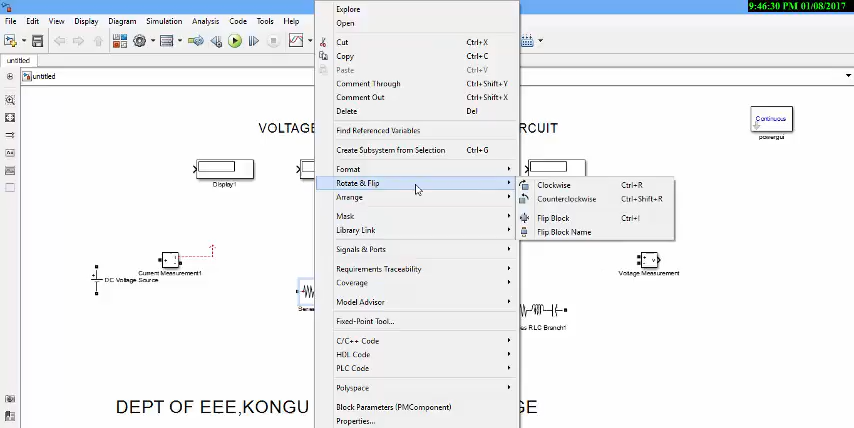 9:46:30 PM 01/08/2017
File Edit View Display Diagram Simulation Analysis Code Tools Help
untitled
untitled
Explore
Open
Cut Ctrl+X
Copy Ctrl+C
Paste Ctrl+V
Comment Through Ctrl+Shift+Y
Comment Out Ctrl+Shift+X
Delete Del
Find Referenced Variables
Create Subsystem from Selection Ctrl+G
Format
Rotate & Flip
Arrange
Mask
Library Link
Signals & Ports
Requirements Traceability
Coverage
Model Advisor
Fixed-Point Tool...
C/C++ Code
HDL Code
PLC Code
Polyspace
Block Parameters (PMComponent)
Properties...
Clockwise Ctrl+R
Counterclockwise Ctrl+Shift+R
Flip Block Ctrl+I
Flip Block Name
VOLTAG
CUIT
Continuous
powergui
Display1
Current Measurement1
DC Voltage Source
Voltage Measurement
es RLC Branch1
DEPT OF EEE,KONGU
GE